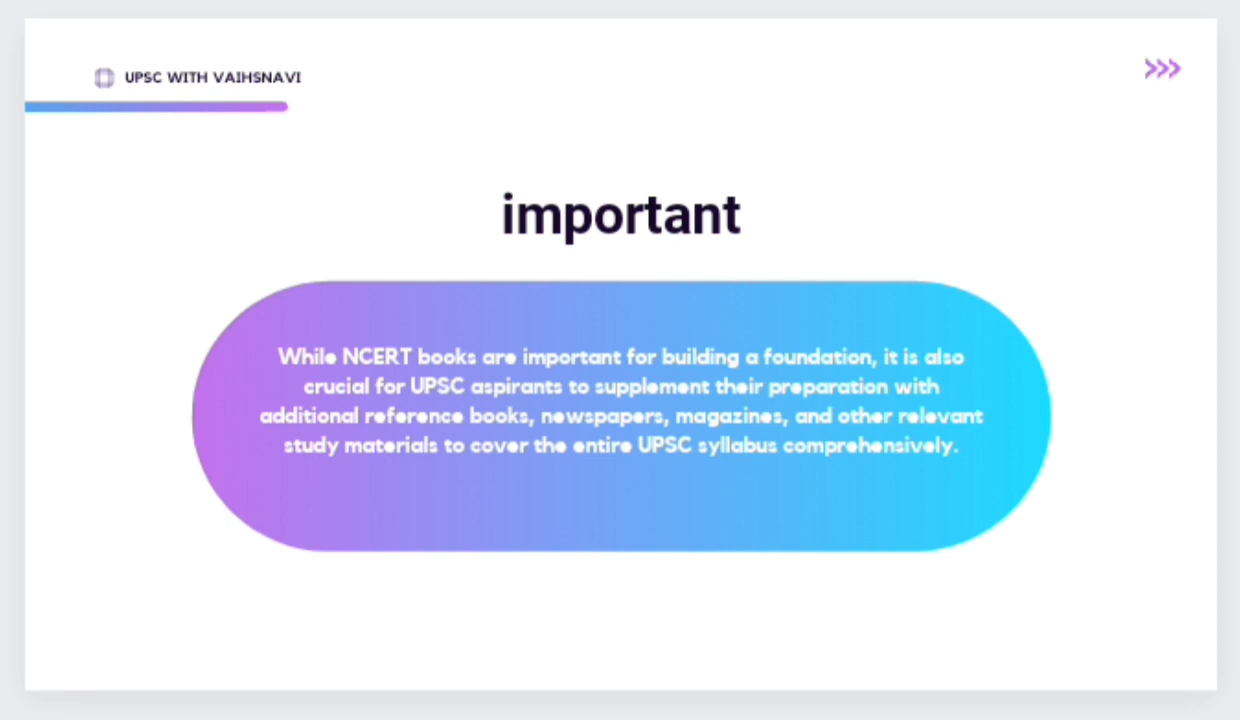 UPSC WITH VAIHSNAVI
important
While NCERT books are important for building a foundation, it is also
crucial for UPSC aspirants to supplement their preparation with
additional reference books, newspapers, magazines, and other relevant
study materials to cover the entire UPSC syllabus comprehensively.